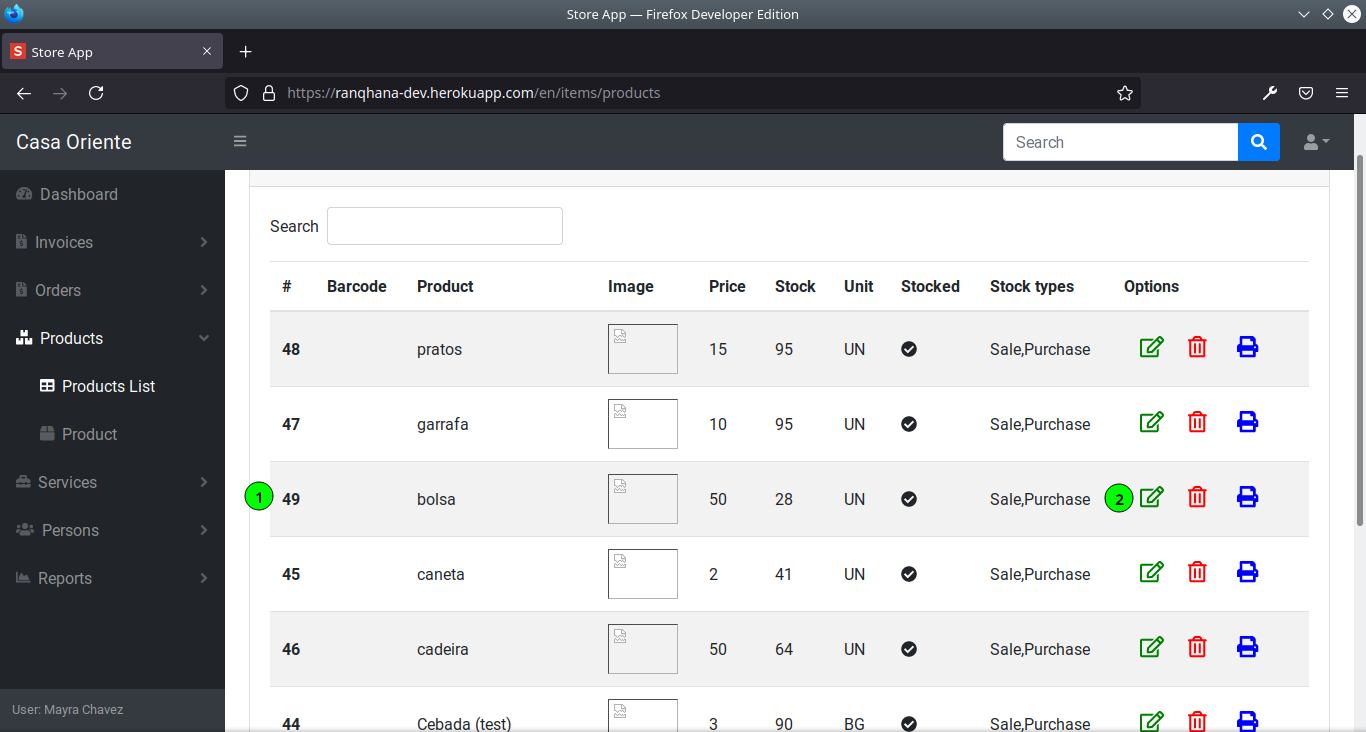 Store App — Firefox Developer Edition
S Store App
https://ranqhana-dev.herokuapp.com/en/items/products
Casa Oriente
Search
Dashboard
Invoices
Orders
Products
Products List
Product
Services
Persons
Reports
User: Mayra Chavez
Search
# Barcode Product Image Price Stock Unit Stocked Stock types Options
48 pratos 15 95 UN Sale,Purchase
47 garrafa 10 95 UN Sale,Purchase
1 49 bolsa 50 28 UN Sale,Purchase 2
45 caneta 2 41 UN Sale,Purchase
46 cadeira 50 64 UN Sale,Purchase
44 Cebada (test) 3 90 BG Sale,Purchase